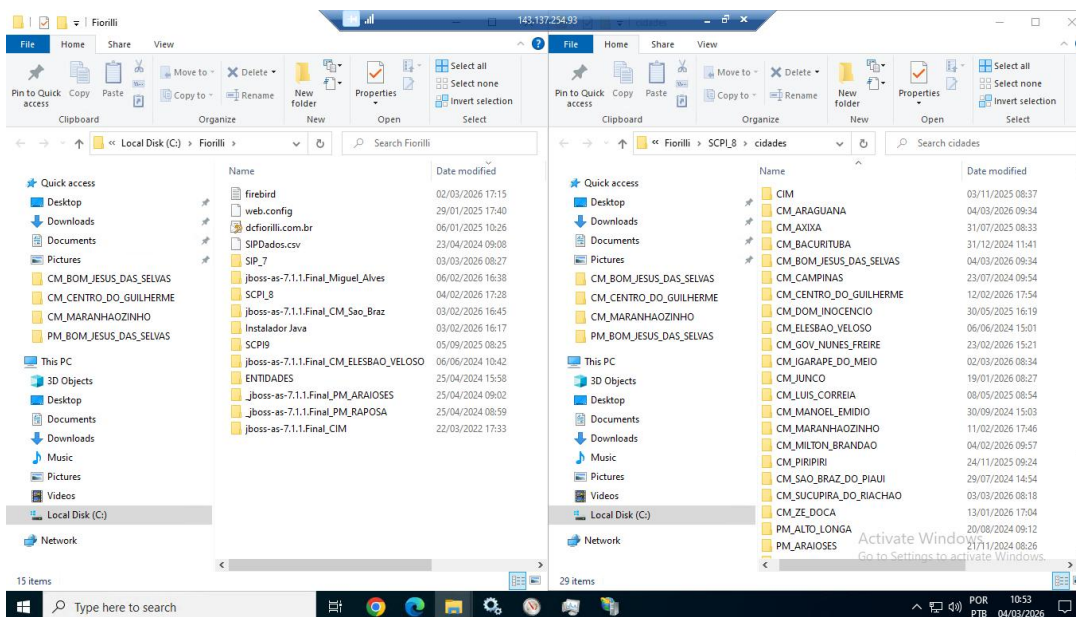 Fiorilli
143.137.254.93
File Home Share View
Pin to Quick access
Copy
Paste
Move to
Copy to
Delete
Rename
New folder
Properties
Select all
Select none
Invert selection
Clipboard Organize New Open Select
« Local Disk (C:) › Fiorilli ›
Search Fiorilli
Quick access
Desktop
Downloads
Documents
Pictures
CM_BOM_JESUS_DAS_SELVAS
CM_CENTRO_DO_GUILHERME
CM_MARANHAOZINHO
PM_BOM_JESUS_DAS_SELVAS
This PC
3D Objects
Desktop
Documents
Downloads
Music
Pictures
Videos
Local Disk (C:)
Network
Name Date modified
firebird 02/03/2026 17:15
web.config 29/01/2025 17:40
dcfiorilli.com.br 06/01/2025 10:26
SIPDados.csv 23/04/2024 09:08
SIP_7 03/03/2026 08:27
jboss-as-7.1.1.Final_Miguel_Alves 06/02/2026 16:38
SCPI_8 04/02/2026 17:28
jboss-as-7.1.1.Final_CM_Sao_Braz 03/02/2026 16:45
Instalador Java 03/02/2026 16:17
SCPI9 05/09/2025 08:25
jboss-as-7.1.1.Final_CM_ELESBAO_VELOSO 06/06/2024 10:42
ENTIDADES 25/04/2024 15:58
_jboss-as-7.1.1.Final_PM_ARAIOSES 25/04/2024 09:02
_jboss-as-7.1.1.Final_PM_RAPOSA 25/04/2024 08:59
jboss-as-7.1.1.Final_CIM 22/03/2022 17:33
15 items
File Home Share View
Pin to Quick access
Copy
Paste
Move to
Copy to
Delete
Rename
New folder
Properties
Select all
Select none
Invert selection
Clipboard Organize New Open Select
« Fiorilli › SCPI_8 › cidades
Search cidades
Quick access
Desktop
Downloads
Documents
Pictures
CM_BOM_JESUS_DAS_SELVAS
CM_CENTRO_DO_GUILHERME
CM_MARANHAOZINHO
PM_BOM_JESUS_DAS_SELVAS
This PC
3D Objects
Desktop
Documents
Downloads
Music
Pictures
Videos
Local Disk (C:)
Network
Name Date modified
CIM 03/11/2025 08:37
CM_ARAGUANA 04/03/2026 09:34
CM_AXIXA 31/07/2025 08:33
CM_BACURITUBA 31/12/2024 11:41
CM_BOM_JESUS_DAS_SELVAS 04/03/2026 09:34
CM_CAMPINAS 23/07/2024 09:54
CM_CENTRO_DO_GUILHERME 12/02/2026 17:54
CM_DOM_INOCENCIO 30/05/2025 16:19
CM_ELESBAO_VELOSO 06/06/2024 15:01
CM_GOV_NUNES_FREIRE 23/02/2026 15:21
CM_IGARAPE_DO_MEIO 02/03/2026 08:34
CM_JUNCO 19/01/2026 08:27
CM_LUIS_CORREIA 08/05/2025 08:54
CM_MANOEL_EMIDIO 30/09/2024 15:03
CM_MARANHAOZINHO 11/02/2026 17:46
CM_MILTON_BRANDAO 04/02/2026 09:57
CM_PIRIPIRI 24/11/2025 09:24
CM_SAO_BRAZ_DO_PIAUI 29/07/2024 14:54
CM_SUCUPIRA_DO_RIACHAO 03/03/2026 08:18
CM_ZE_DOCA 13/01/2026 17:04
PM_ALTO_LONGA 20/08/2024 09:12
PM_ARAIOSES 21/11/2024 08:26
Activate Windows
Go to Settings to activate Windows.
29 items
Type here to search
POR
PTB
10:53
04/03/2026